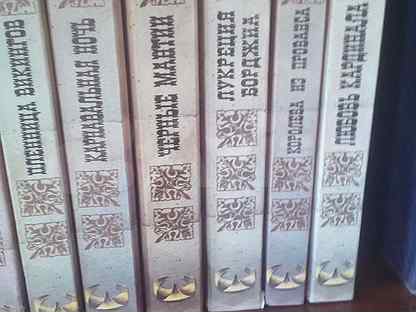 ПЛЕННИЦА ВИКИНГОВ
КАРНАВАЛЬНАЯ НОЧЬ
ЧЕРНЫЕ МАНТИИ
ЛУКРЕЦИЯ
БОРДЖИА
КОРОЛЕВА ИЗ ПРОВАНСА
ЛЮБОВЬ КАРДИНАЛА